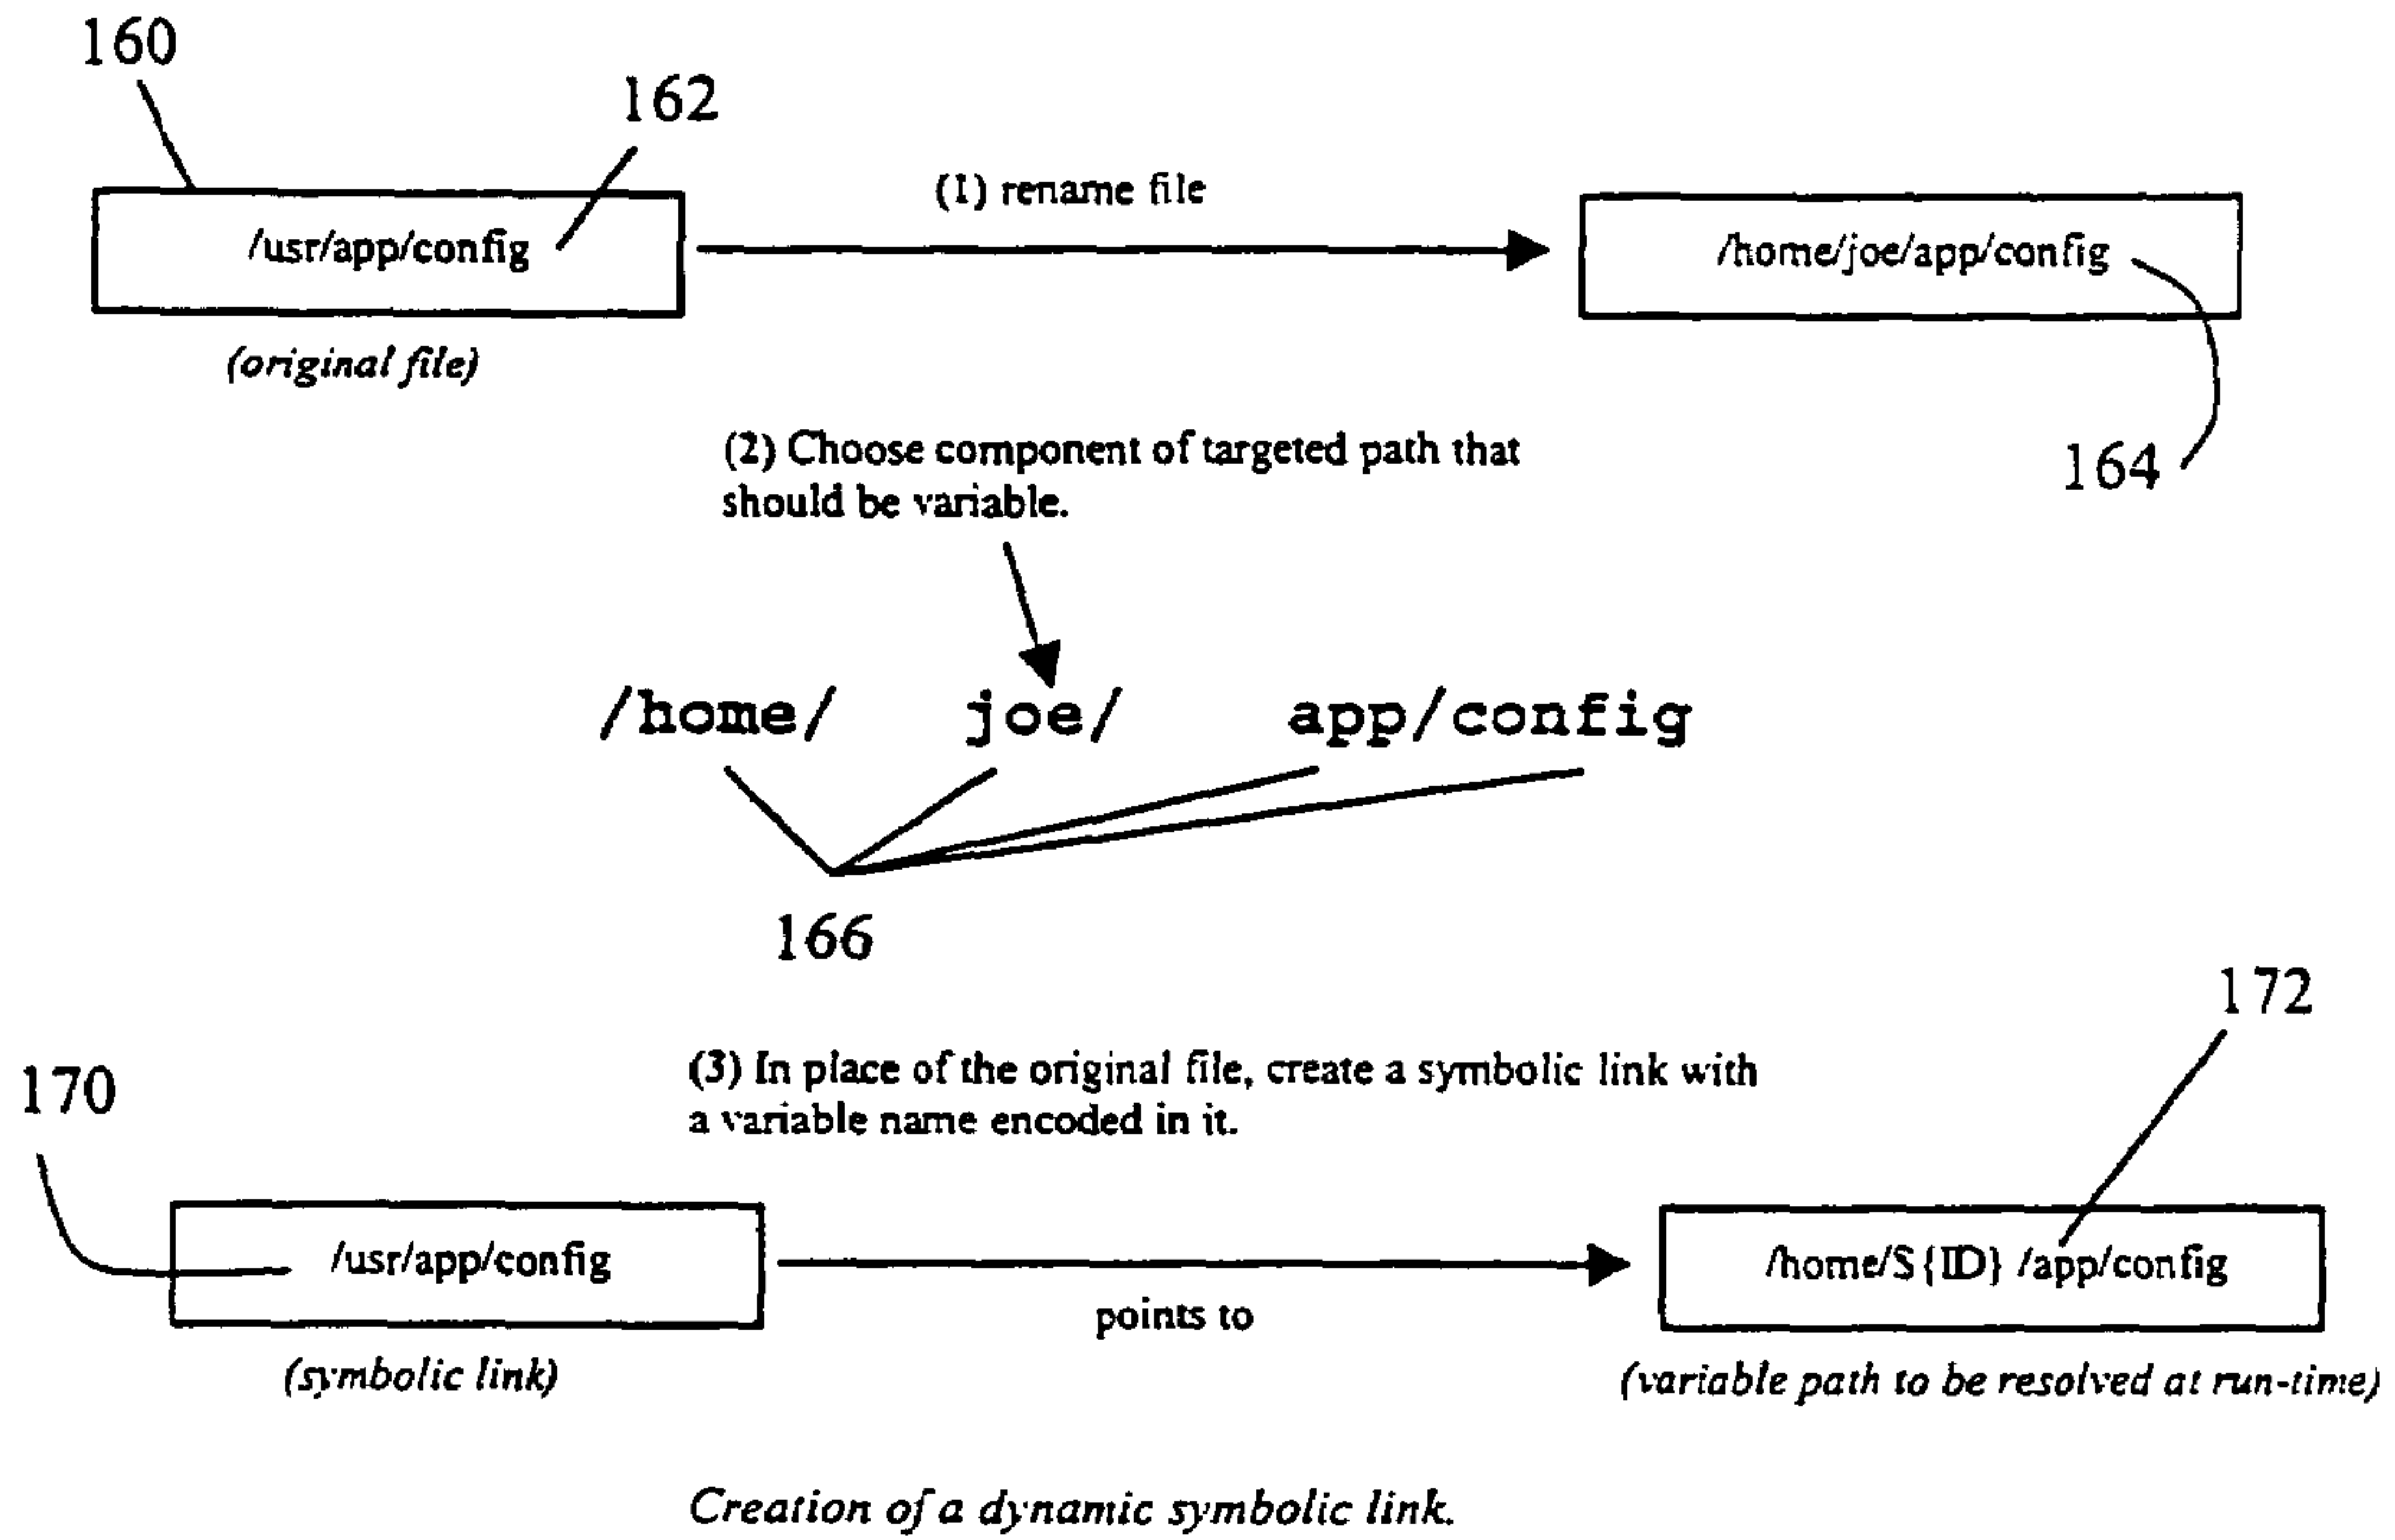 160
162
(1) rename file
/usr/app/config
/home/joe/app/config
(original file)
164
(2) Choose component of targeted path that
should be variable.
/home/ joe/ app/config
166
172
170
(3) In place of the original file, create a symbolic link with
a variable name encoded in it.
/usr/app/config
/home/S{ID} /app/config
points to
(symbolic link)
(variable path to be resolved at run-time)
Creation of a dynamic symbolic link.